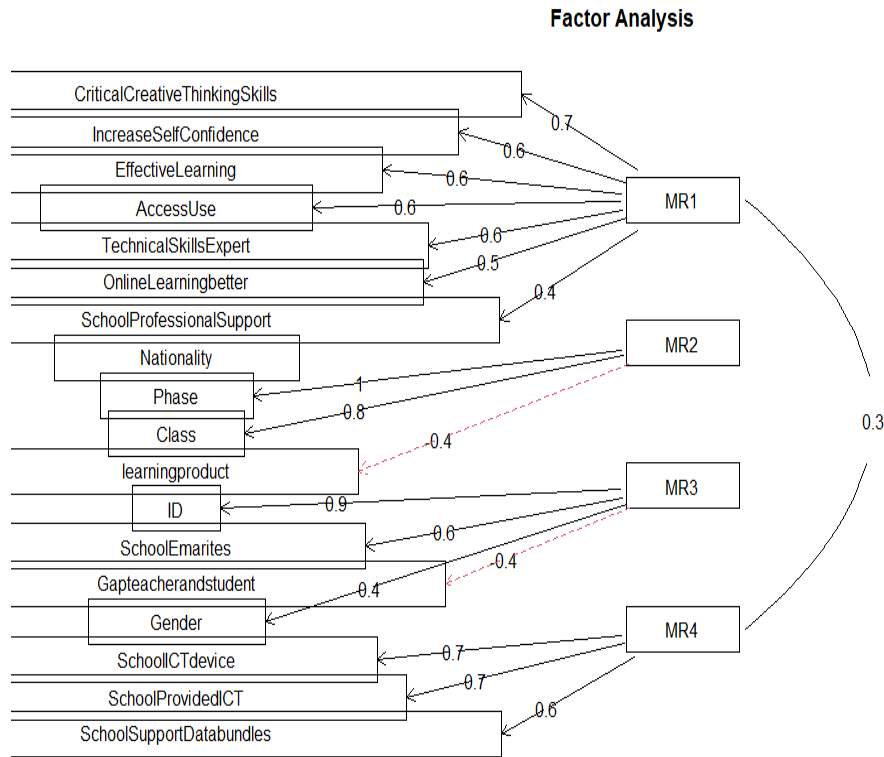 Factor Analysis
CriticalCreativeThinkingSkills
0.7
IncreaseSelfConfidence
0.6
EffectiveLearning
0.6
AccessUse
0.6
MR1
TechnicalSkillsExpert
0.6
OnlineLearningbetter
0.5
SchoolProfessionalSupport
0.4
Nationality
MR2
Phase
1
Class
0.8
0.3
learningproduct
-0.4
ID
0.9
MR3
SchoolEmarites
0.6
Gapteacherandstudent
-0.4
0.4
Gender
MR4
SchoolICTdevice
0.7
SchoolProvidedICT
0.7
SchoolSupportDatabundles
0.6